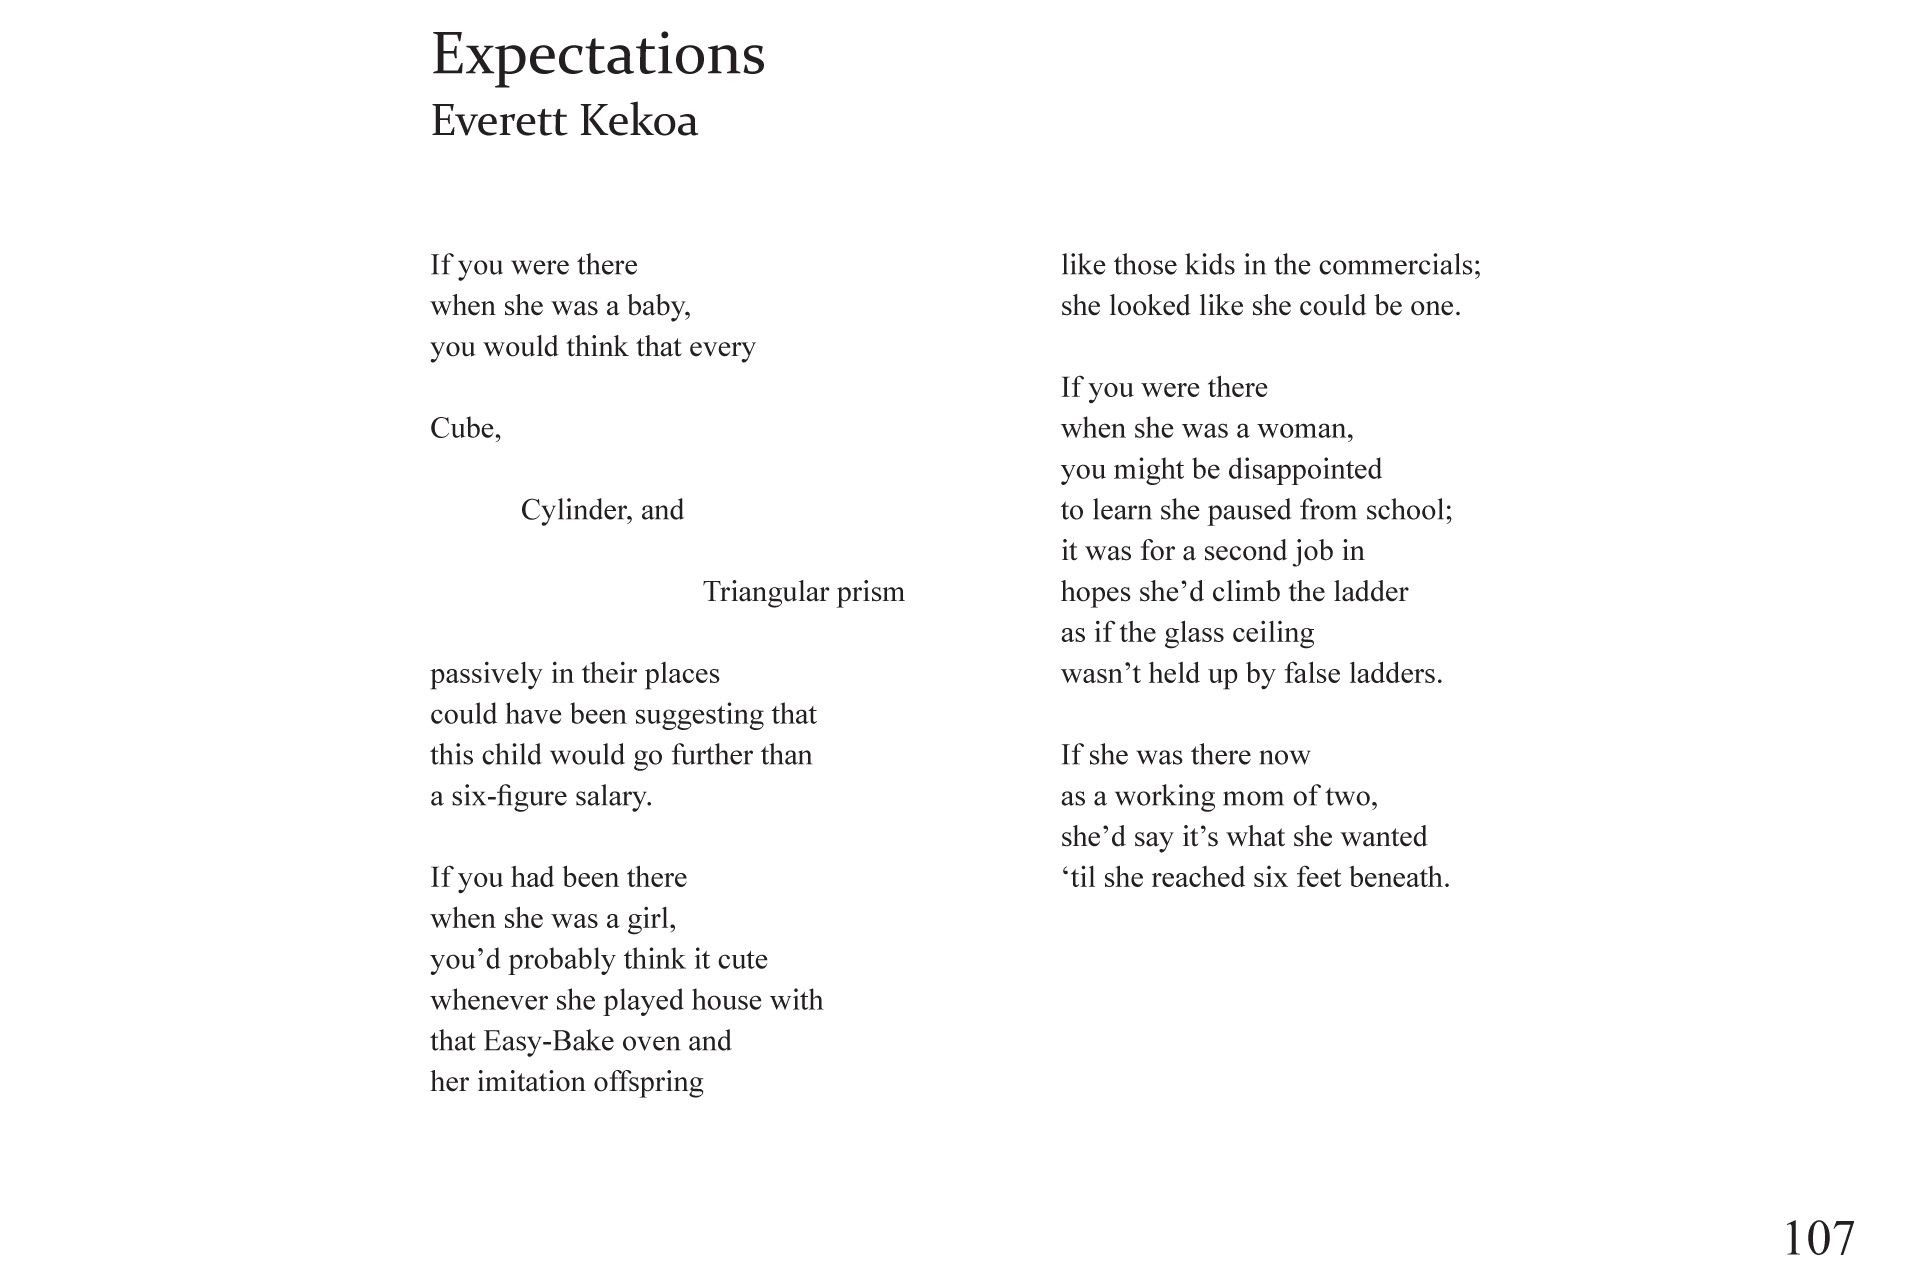 Expectations
Everett Kekoa
If you were there
when she was a baby,
you would think that every
Cube,
Cylinder, and
Triangular prism
passively in their places
could have been suggesting that
this child would go further than
a six-figure salary.
If you had been there
when she was a girl,
you’d probably think it cute
whenever she played house with
that Easy-Bake oven and
her imitation offspring
like those kids in the commercials;
she looked like she could be one.
If you were there
when she was a woman,
you might be disappointed
to learn she paused from school;
it was for a second job in
hopes she’d climb the ladder
as if the glass ceiling
wasn’t held up by false ladders.
If she was there now
as a working mom of two,
she’d say it’s what she wanted
‘til she reached six feet beneath.
107